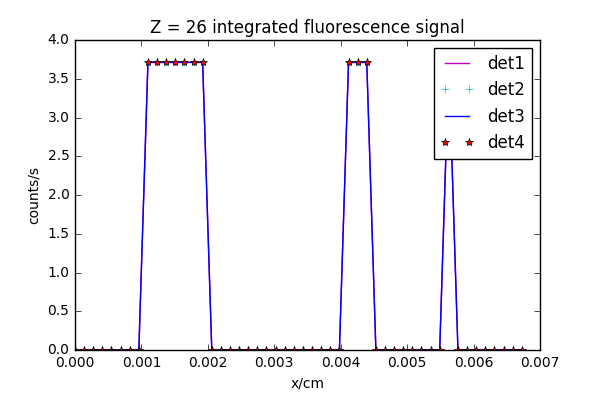 Z = 26 integrated fluorescence signal
4.0
3.5
3.0
2.5
2.0
1.5
1.0
0.5
0.0
counts/s
det1
det2
det3
det4
0.000 0.001 0.002 0.003 0.004 0.005 0.006 0.007
x/cm